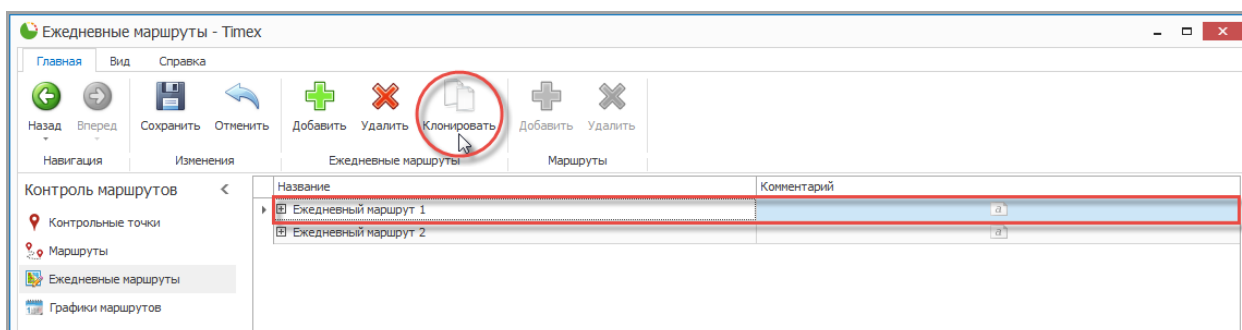 Ежедневные маршруты - Timex
Главная Вид Справка
Назад Вперед Сохранить Отменить Добавить Удалить Клонировать Добавить Удалить
Навигация Изменения Ежедневные маршруты Маршруты
Контроль маршрутов < Название Комментарий
Ежедневный маршрут 1 a
Контрольные точки
Ежедневный маршрут 2 a
Маршруты
Ежедневные маршруты
Графики маршрутов